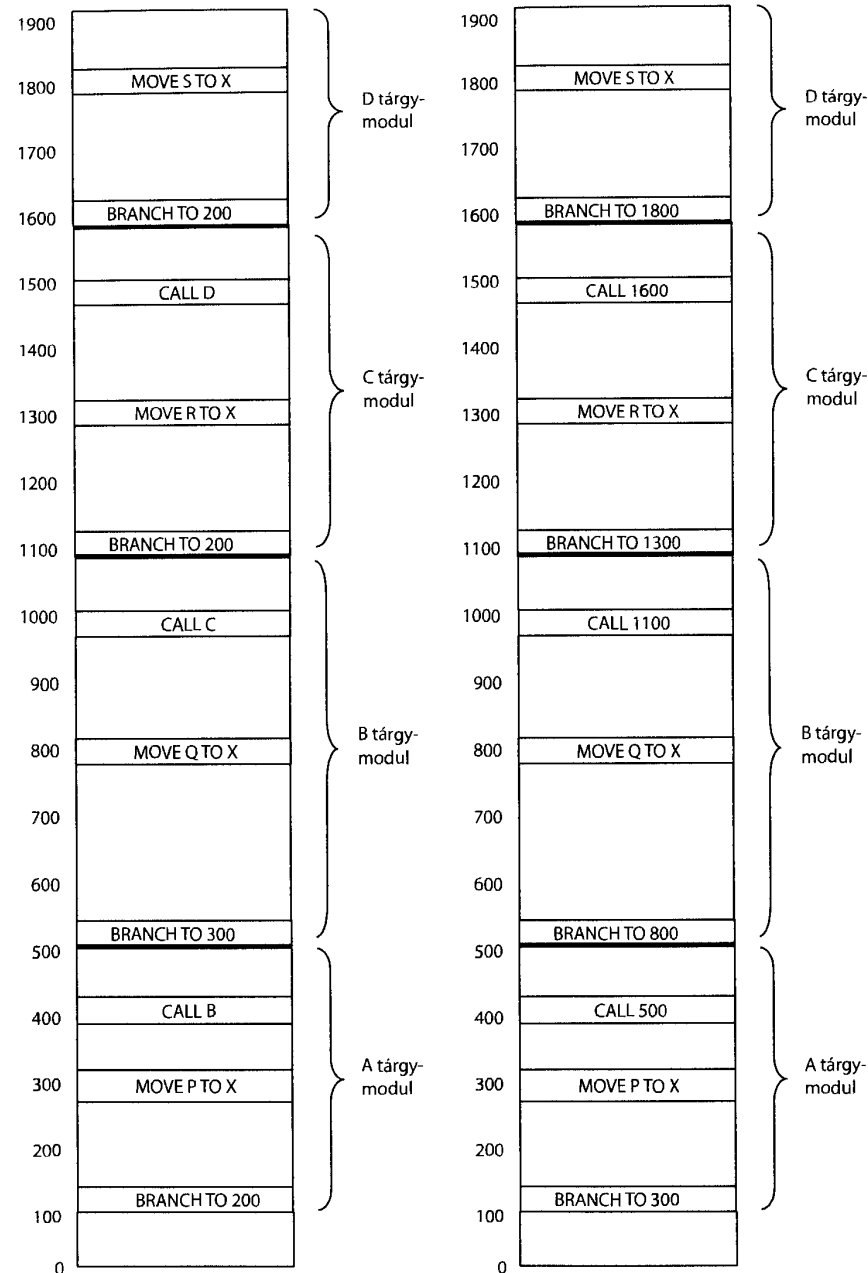 1900
MOVE S TO X
1800
D tárgy-
modul
1700
BRANCH TO 200
1600
1500
CALL D
1400
C tárgy-
modul
MOVE R TO X
1300
1200
BRANCH TO 200
1100
1000
CALL C
900
B tárgy-
modul
MOVE Q TO X
800
700
600
BRANCH TO 300
500
CALL B
400
A tárgy-
modul
MOVE P TO X
300
200
BRANCH TO 200
100
0
1900
MOVE S TO X
1800
D tárgy-
modul
1700
BRANCH TO 1800
1600
1500
CALL 1600
1400
C tárgy-
modul
MOVE R TO X
1300
1200
BRANCH TO 1300
1100
1000
CALL 1100
900
B tárgy-
modul
MOVE Q TO X
800
700
600
BRANCH TO 800
500
CALL 500
400
A tárgy-
modul
MOVE P TO X
300
200
BRANCH TO 300
100
0